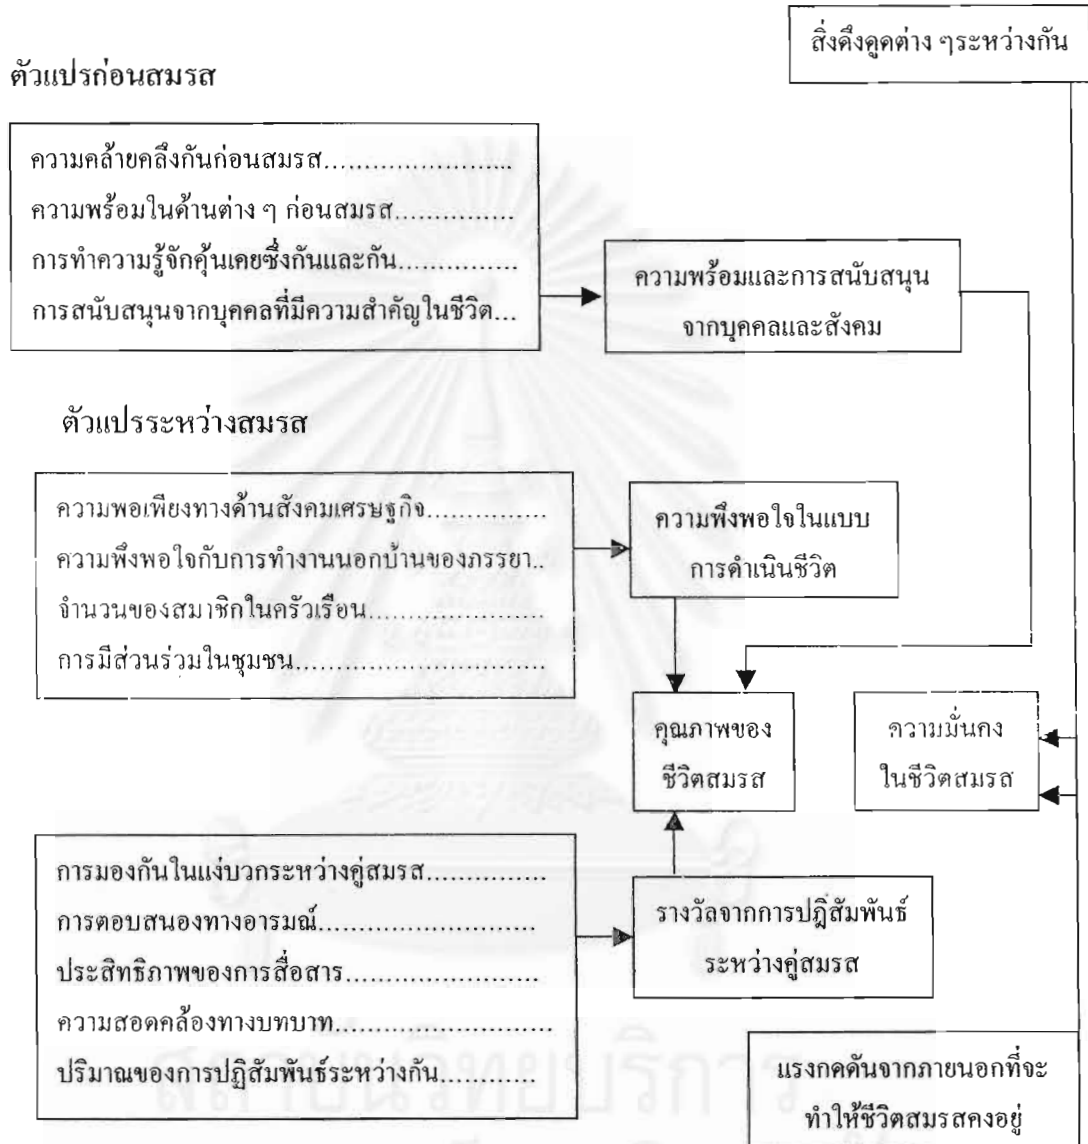 สิ่งดึงดูดต่าง ๆระหว่างกัน
ตัวแปรก่อนสมรส
ความคล้ายคลึงกันก่อนสมรส.....................
ความพร้อมในด้านต่าง ๆ ก่อนสมรส...............
การทำความรู้จักคุ้นเคยซึ่งกันและกัน...............
การสนับสนุนจากบุคคลที่มีความสำคัญในชีวิต...
ความพร้อมและการสนับสนุน
จากบุคคลและสังคม
ตัวแปรระหว่างสมรส
ความพอเพียงทางด้านสังคมเศรษฐกิจ...............
ความพึงพอใจกับการทำงานนอกบ้านของภรรยา..
จำนวนของสมาชิกในครัวเรือน......................
การมีส่วนร่วมในชุมชน...............................
ความพึงพอใจในแบบ
การดำเนินชีวิต
คุณภาพของ
ชีวิตสมรส
ความมั่นคง
ในชีวิตสมรส
การมองกันในแง่บวกระหว่างคู่สมรส...............
การตอบสนองทางอารมณ์...........................
ประสิทธิภาพของการสื่อสาร........................
ความสอดคล้องทางบทบาท...........................
ปริมาณของการปฏิสัมพันธ์ระหว่างกัน............
รางวัลจากการปฏิสัมพันธ์
ระหว่างคู่สมรส
แรงกดดันจากภายนอกที่จะ
ทำให้ชีวิตสมรสคงอยู่
สถาบันวิทยบริการ